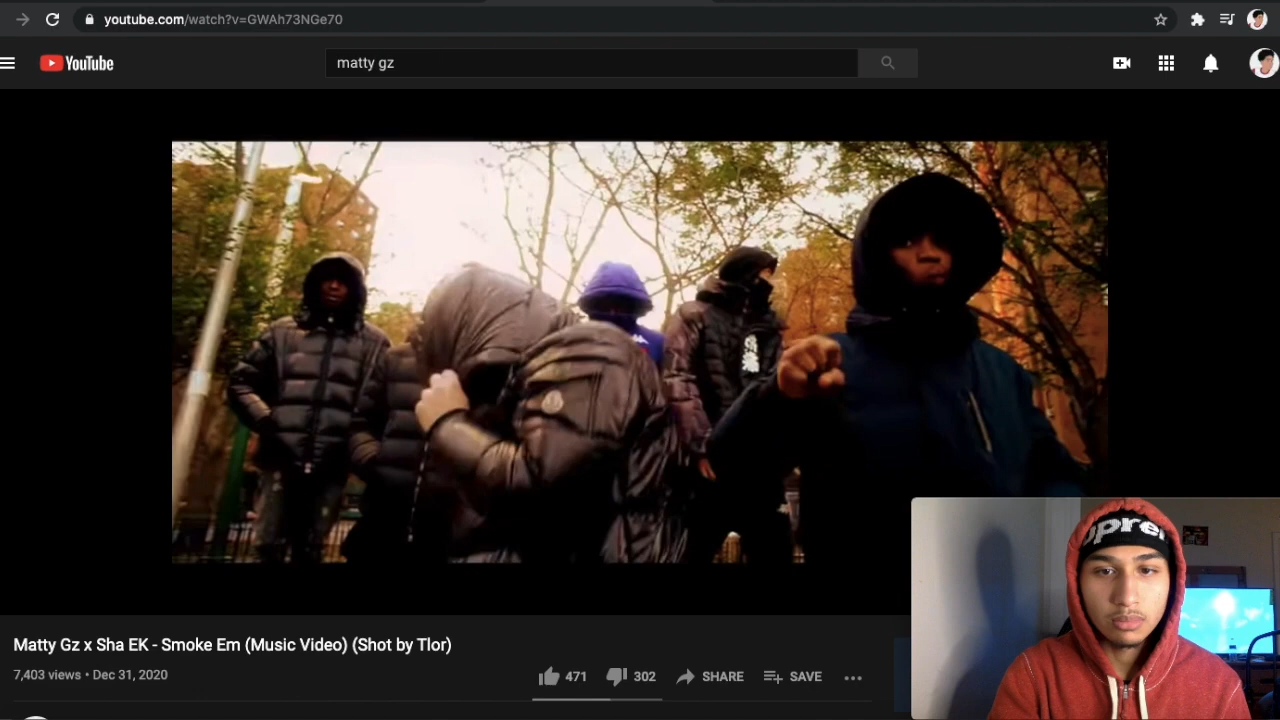 youtube.com/watch?v=GWAh73NGe70
YouTube
matty gz
Matty Gz x Sha EK - Smoke Em (Music Video) (Shot by Tlor)
7,403 views • Dec 31, 2020
471
302
SHARE
SAVE